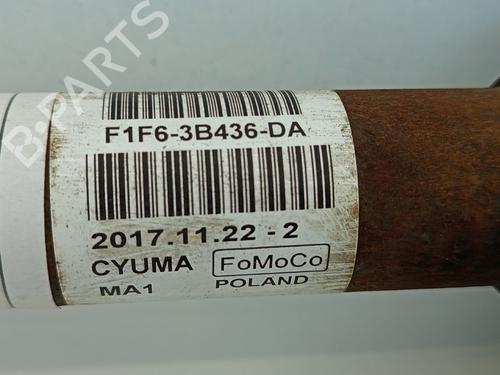 F1F6-3B436-DA
2017.11.22 - 2
CYUMA FoMoCo
MA1 POLAND
B-PARTS